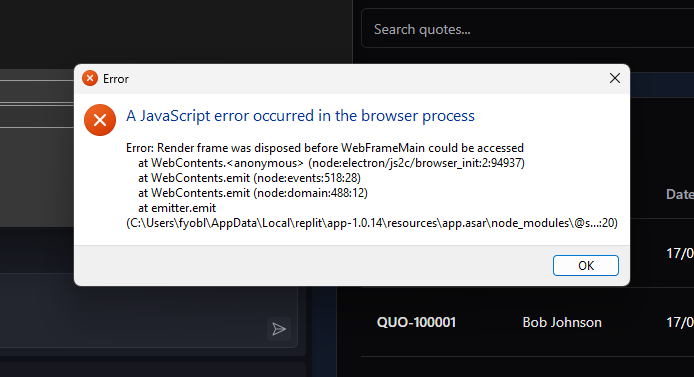 Search quotes...
Error
A JavaScript error occurred in the browser process
Error: Render frame was disposed before WebFrameMain could be accessed
at WebContents.<anonymous> (node:electron/js2c/browser_init:2:94937)
at WebContents.emit (node:events:518:28)
at WebContents.emit (node:domain:488:12)
at emitter.emit
(C:\Users\fyobl\AppData\Local\replit\app-1.0.14\resources\app.asar\node_modules\@s...:20)
OK
Date
17/0
QUO-100001 Bob Johnson 17/0